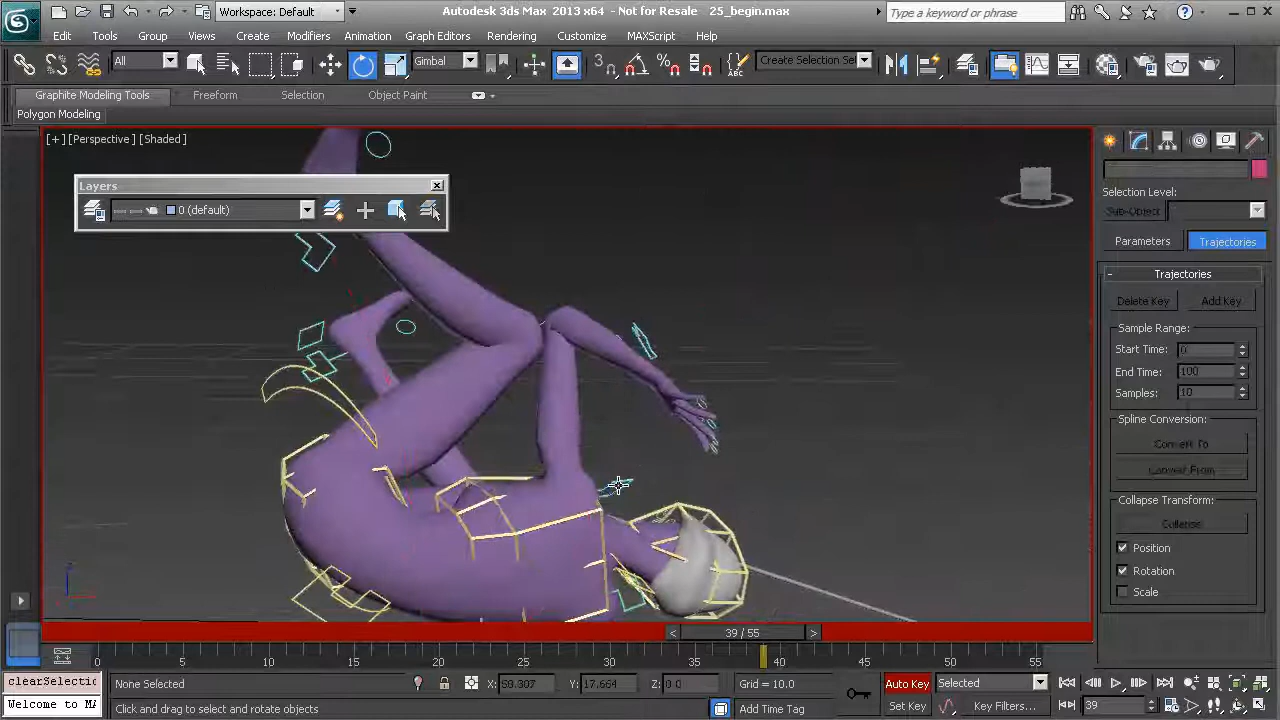 Workspace: Default
Autodesk 3ds Max 2013 x64 - Not for Resale 25_begin.max
Type a keyword or phrase
Edit Tools Group Views Create Modifiers Animation Graph Editors Rendering Customize MAXScript Help
All
Gimbal
Create Selection Se
Graphite Modeling Tools Freeform Selection Object Paint
Polygon Modeling
[+][Perspective][Shaded]
Layers
0 (default)
Selection Level:
Sub-Object
Parameters Trajectories
- Trajectories
Delete Key Add Key
Sample Range:
Start Time: 0
End Time: 100
Samples: 10
Spline Conversion:
Convert To
Convert From
Collapse Transform:
Collapse
Position
Rotation
Scale
< 39 / 55 >
0 5 10 15 20 25 30 35 40 45 50 55
clearSelectio
None Selected
X: 59.307
Y: 17.664
Z: 0.0
Grid = 10.0
Auto Key
Selected
Welcome to MA
Click and drag to select and rotate objects
Add Time Tag
Set Key
Key Filters...
39